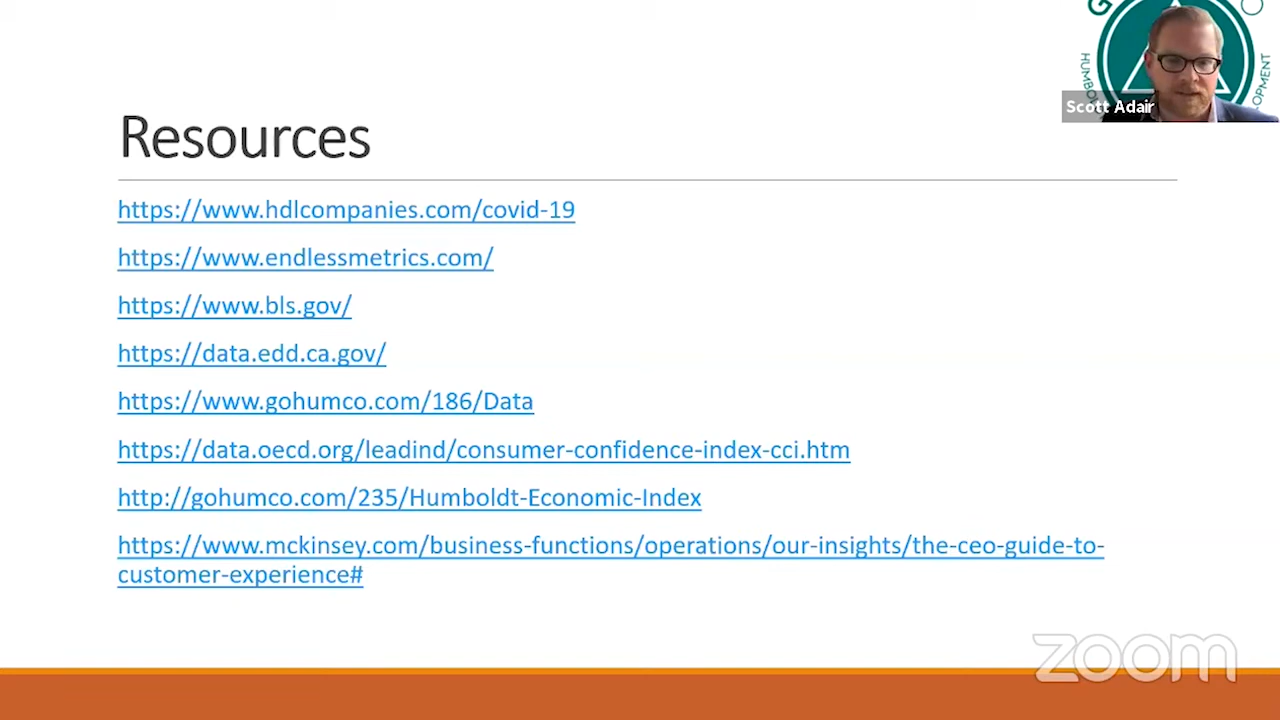 Scott Adair
Resources
https://www.hdlcompanies.com/covid-19
https://www.endlessmetrics.com/
https://www.bls.gov/
https://data.edd.ca.gov/
https://www.gohumco.com/186/Data
https://data.oecd.org/leadind/consumer-confidence-index-cci.htm
http://gohumco.com/235/Humboldt-Economic-Index
https://www.mckinsey.com/business-functions/operations/our-insights/the-ceo-guide-to-
customer-experience#
zoom